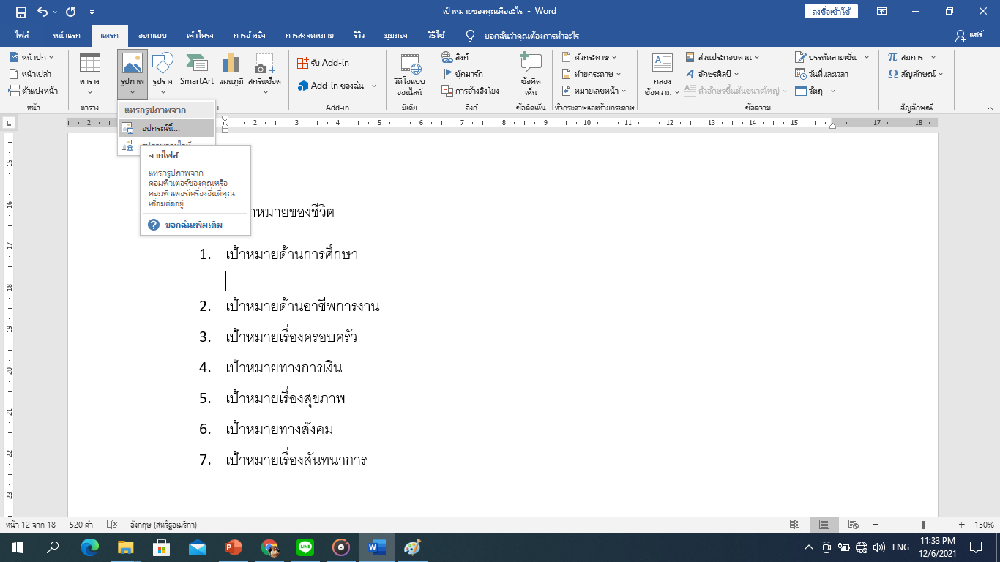 เป้าหมายของคุณคืออะไร - Word
ลงชื่อเข้าใช้
ไฟล์ หน้าแรก แทรก ออกแบบ เค้าโครง การอ้างอิง การส่งจดหมาย รีวิว มุมมอง วิธีใช้ บอกฉันว่าคุณต้องการทำอะไร แชร์
หน้าปก
หน้าเปล่า
ตัวแบ่งหน้า
หน้า
ตาราง
ตาราง
รูปภาพ
รูปร่าง
SmartArt
แผนภูมิ
สกรีนช็อต
รับ Add-in
Add-in ของฉัน
Add-in
วิดีโอแบบ
ออนไลน์
มีเดีย
ลิงก์
บุ๊กมาร์ก
การอ้างอิงโยง
ลิงก์
ข้อคิด
เห็น
ข้อคิดเห็น
หัวกระดาษ
ท้ายกระดาษ
หมายเลขหน้า
หัวกระดาษและท้ายกระดาษ
กล่อง
ข้อความ
ส่วนประกอบด่วน
อักษรศิลป์
ตัวอักษรขึ้นต้นขนาดใหญ่
บรรทัดลายเซ็น
วันที่และเวลา
วัตถุ
ข้อความ
สมการ
สัญลักษณ์
สัญลักษณ์
แทรกรูปภาพจาก
อุปกรณ์นี้...
จากไฟล์
แทรกรูปภาพจาก
คอมพิวเตอร์ของคุณหรือ
คอมพิวเตอร์เครื่องอื่นที่คุณ
เชื่อมต่ออยู่
บอกฉันเพิ่มเติม
2 2 3 4 5 6 7 8 9 10 11 12 13 14 15 17 18
15
16
17
18
19
20
21
22
23
าหมายของชีวิต
1. เป้าหมายด้านการศึกษา
2. เป้าหมายด้านอาชีพการงาน
3. เป้าหมายเรื่องครอบครัว
4. เป้าหมายทางการเงิน
5. เป้าหมายเรื่องสุขภาพ
6. เป้าหมายทางสังคม
7. เป้าหมายเรื่องสันทนาการ
หน้า 12 จาก 18 520 คำ อังกฤษ (สหรัฐอเมริกา) 150%
ENG
11:33 PM
12/6/2021